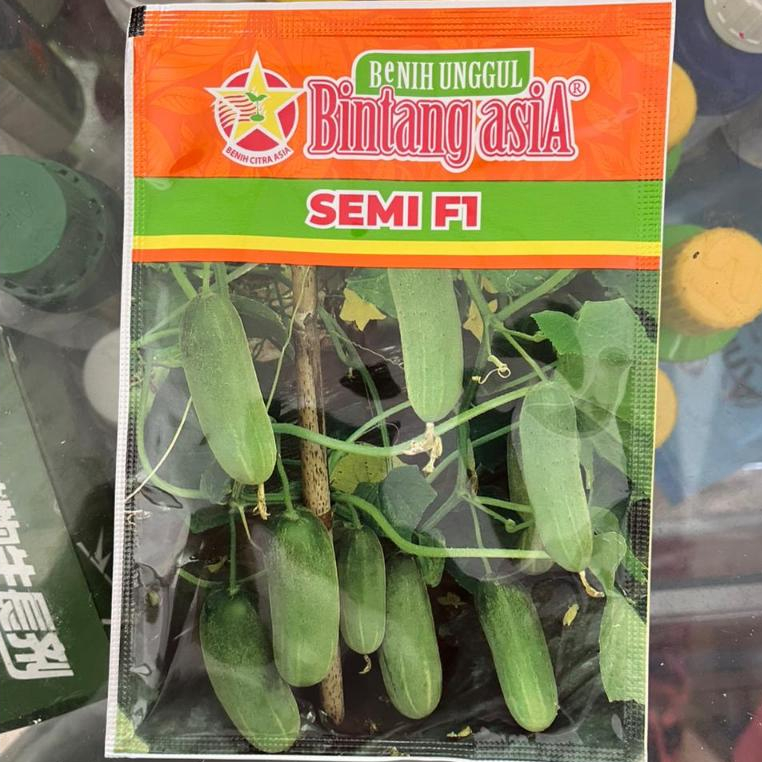 BeNIH UNGGUL
Bintang asiA®
BENIH CITRA ASIA
SEMI F1